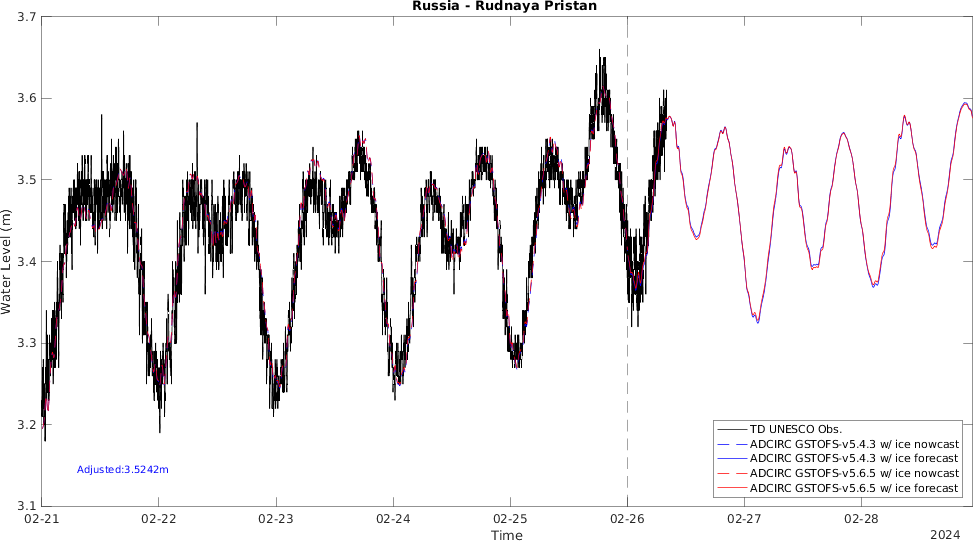 Russia - Rudnaya Pristan
3.7
3.6
3.5
3.4
3.3
3.2
3.1
Water Level (m)
Adjusted:3.5242m
TD UNESCO Obs.
ADCIRC GSTOFS-v5.4.3 w/ ice nowcast
ADCIRC GSTOFS-v5.4.3 w/ ice forecast
ADCIRC GSTOFS-v5.6.5 w/ ice nowcast
ADCIRC GSTOFS-v5.6.5 w/ ice forecast
02-21 02-22 02-23 02-24 02-25 02-26 02-27 02-28
Time
2024